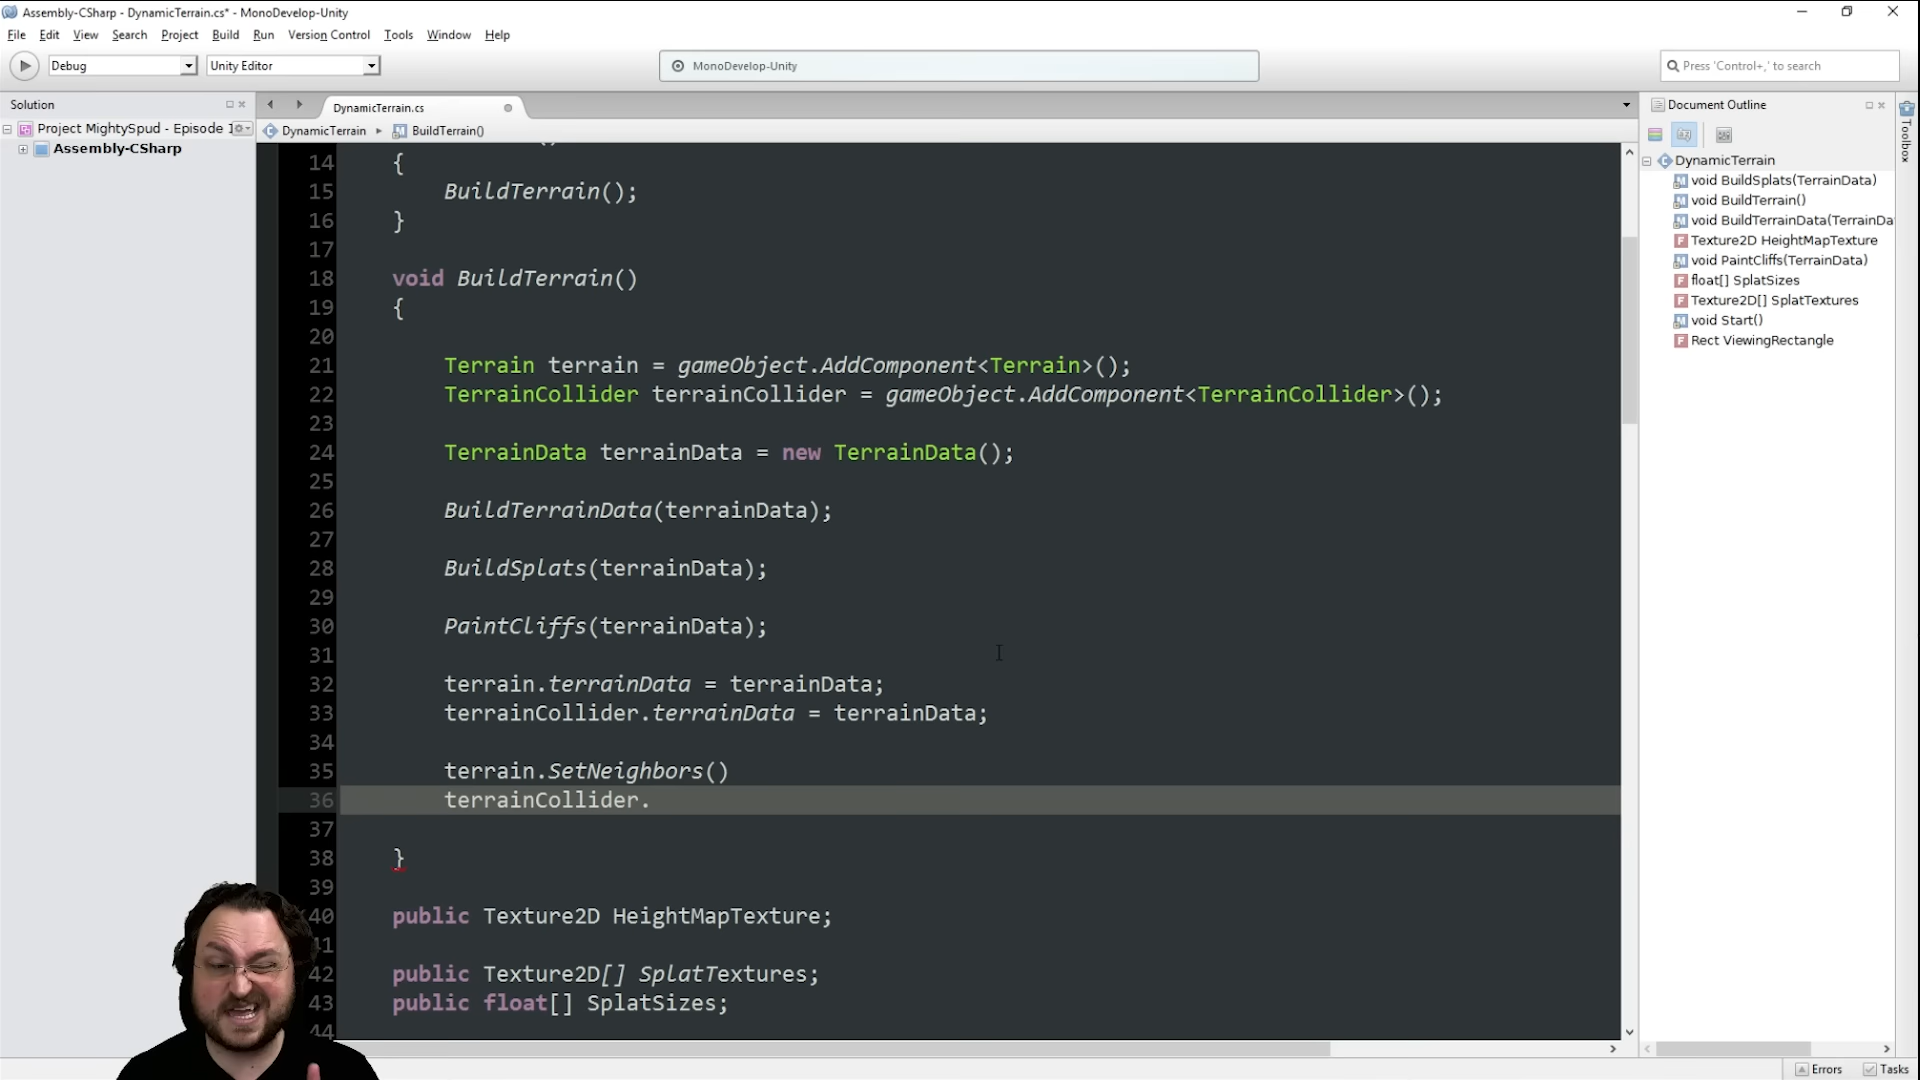 Assembly-CSharp - DynamicTerrain.cs* - MonoDevelop-Unity
File Edit View Search Project Build Run Version Control Tools Window Help
Debug Unity Editor MonoDevelop-Unity Press 'Control+,' to search
Solution
Project MightySpud - Episode 1
Assembly-CSharp
DynamicTerrain.cs
DynamicTerrain BuildTerrain()
14 {
15 BuildTerrain();
16 }
17
18 void BuildTerrain()
19 {
20
21 Terrain terrain = gameObject.AddComponent<Terrain>();
22 TerrainCollider terrainCollider = gameObject.AddComponent<TerrainCollider>();
23
24 TerrainData terrainData = new TerrainData();
25
26 BuildTerrainData(terrainData);
27
28 BuildSplats(terrainData);
29
30 PaintCliffs(terrainData);
31
32 terrain.terrainData = terrainData;
33 terrainCollider.terrainData = terrainData;
34
35 terrain.SetNeighbors()
36 terrainCollider.
37
38 }
39
40 public Texture2D HeightMapTexture;
41
42 public Texture2D[] SplatTextures;
43 public float[] SplatSizes;
44
Document Outline
DynamicTerrain
void BuildSplats(TerrainData)
void BuildTerrain()
void BuildTerrainData(TerrainDa
Texture2D HeightMapTexture
void PaintCliffs(TerrainData)
float[] SplatSizes
Texture2D[] SplatTextures
void Start()
Rect ViewingRectangle
Toolbox
Errors Tasks